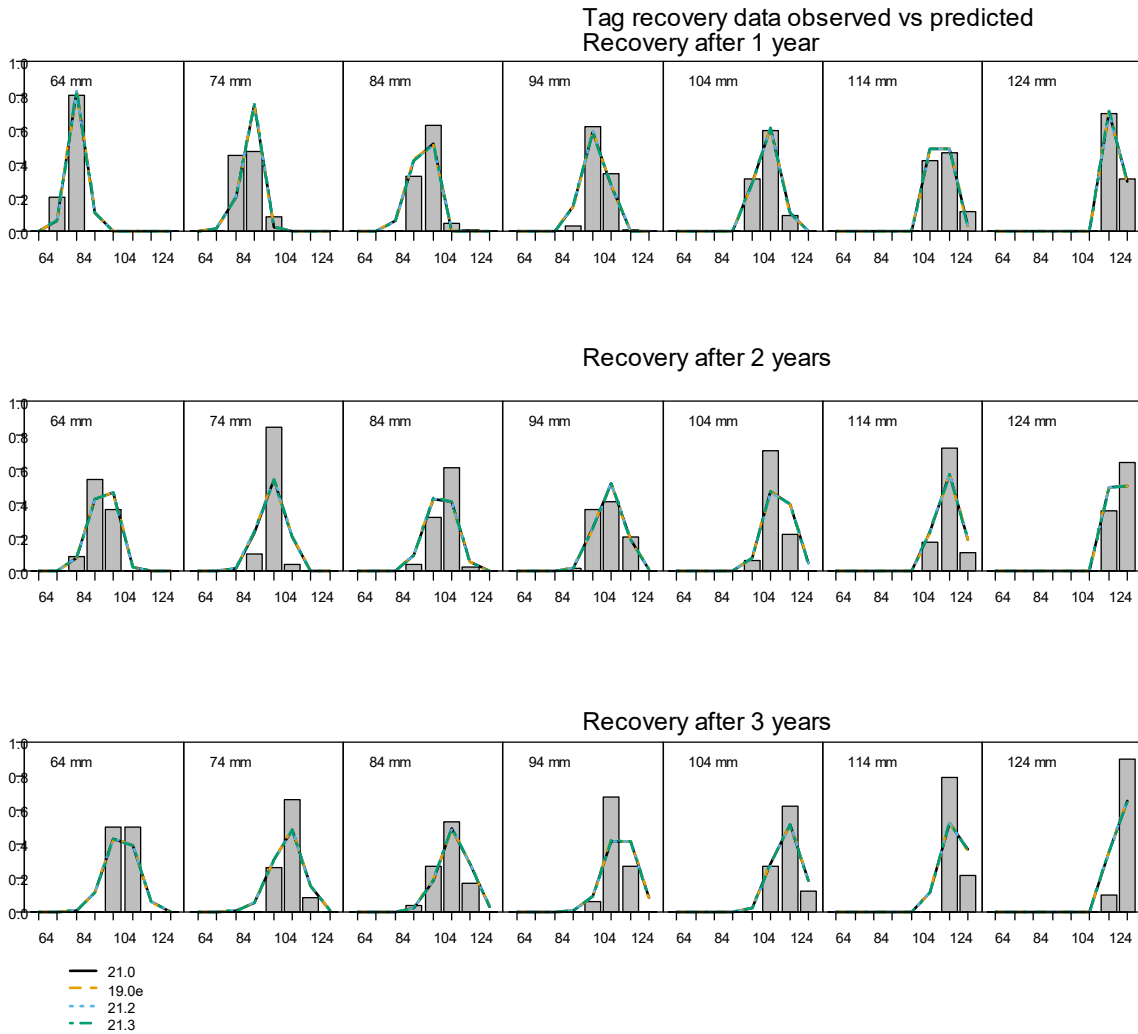 Tag recovery data observed vs predicted
Recovery after 1 year
1.0
0.8
0.6
0.4
0.2
0.0
64 mm 74 mm 84 mm 94 mm 104 mm 114 mm 124 mm
64 84 104 124 64 84 104 124 64 84 104 124 64 84 104 124 64 84 104 124 64 84 104 124 64 84 104 124
Recovery after 2 years
1.0
0.8
0.6
0.4
0.2
0.0
64 mm 74 mm 84 mm 94 mm 104 mm 114 mm 124 mm
64 84 104 124 64 84 104 124 64 84 104 124 64 84 104 124 64 84 104 124 64 84 104 124 64 84 104 124
Recovery after 3 years
1.0
0.8
0.6
0.4
0.2
0.0
64 mm 74 mm 84 mm 94 mm 104 mm 114 mm 124 mm
64 84 104 124 64 84 104 124 64 84 104 124 64 84 104 124 64 84 104 124 64 84 104 124 64 84 104 124
21.0
19.0e
21.2
21.3